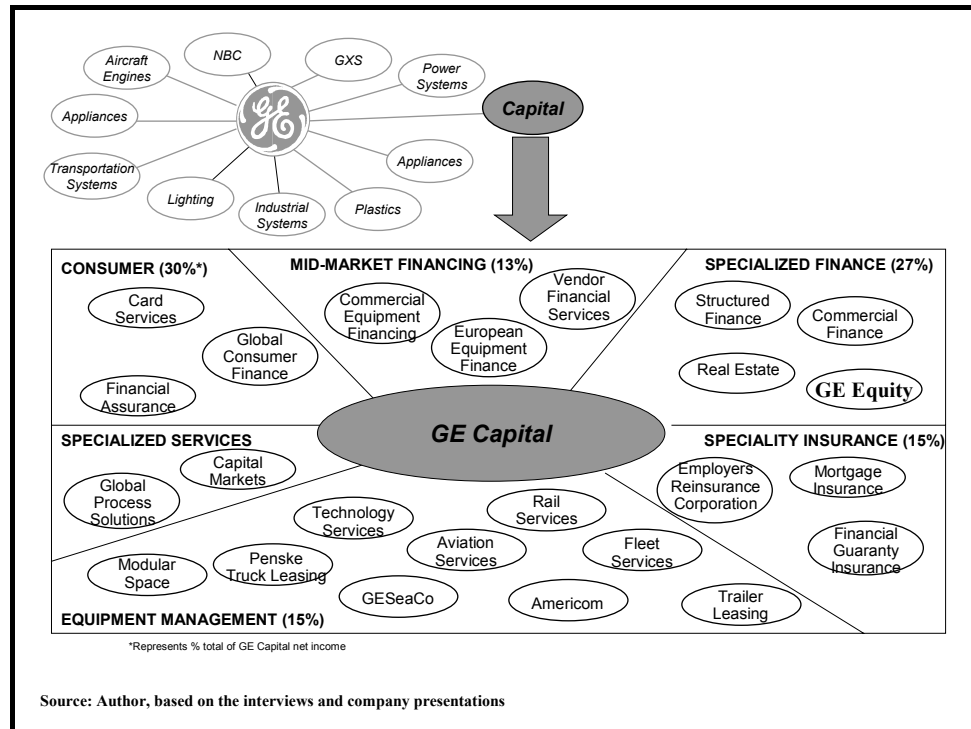 NBC
GXS
Aircraft
Engines
Power
Systems
GE
Capital
Appliances
Appliances
Transportation
Systems
Lighting
Industrial
Systems
Plastics
CONSUMER (30%*)
Card
Services
Global
Consumer
Finance
Financial
Assurance
MID-MARKET FINANCING (13%)
Commercial
Equipment
Financing
European
Equipment
Finance
Vendor
Financial
Services
SPECIALIZED FINANCE (27%)
Structured
Finance
Commercial
Finance
Real Estate
GE Equity
GE Capital
SPECIALIZED SERVICES
Capital
Markets
Global
Process
Solutions
SPECIALITY INSURANCE (15%)
Employers
Reinsurance
Corporation
Mortgage
Insurance
Financial
Guaranty
Insurance
Technology
Services
Rail
Services
Aviation
Services
Fleet
Services
Modular
Space
Penske
Truck Leasing
GESeaCo
Americom
Trailer
Leasing
EQUIPMENT MANAGEMENT (15%)
*Represents % total of GE Capital net income
Source: Author, based on the interviews and company presentations